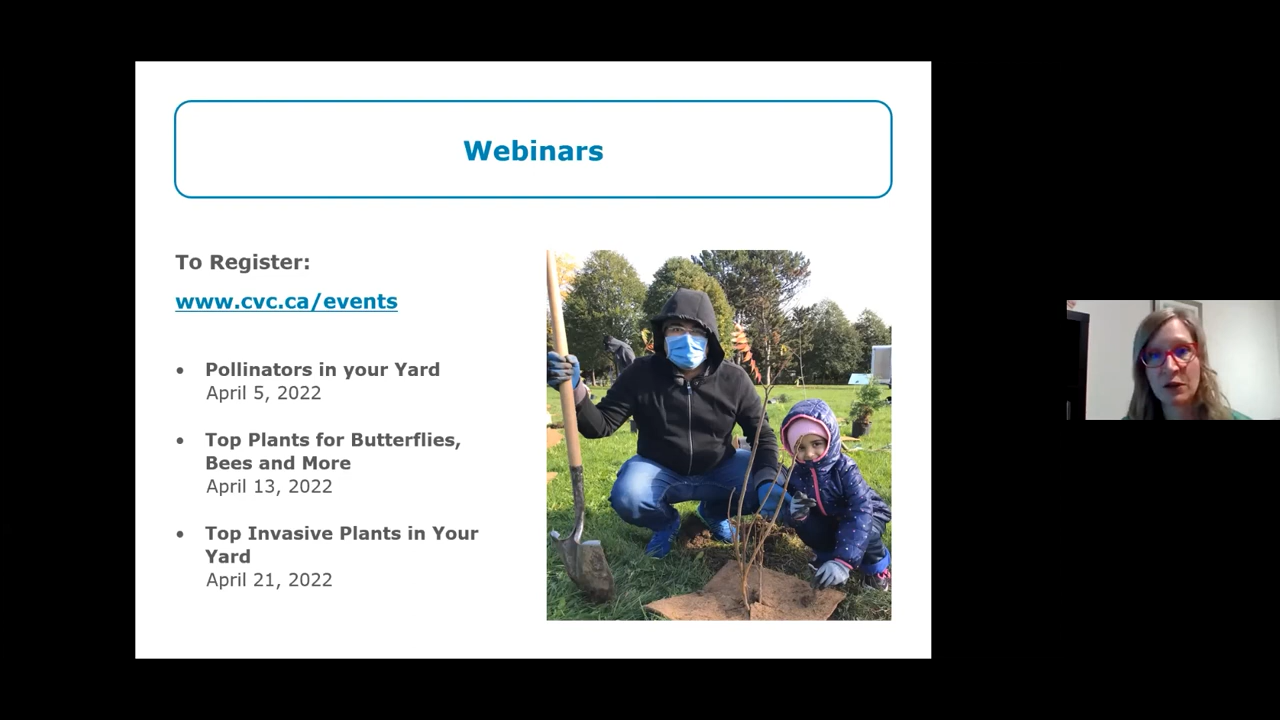 Webinars
To Register:
www.cvc.ca/events
• Pollinators in your Yard
April 5, 2022
• Top Plants for Butterflies,
Bees and More
April 13, 2022
• Top Invasive Plants in Your
Yard
April 21, 2022